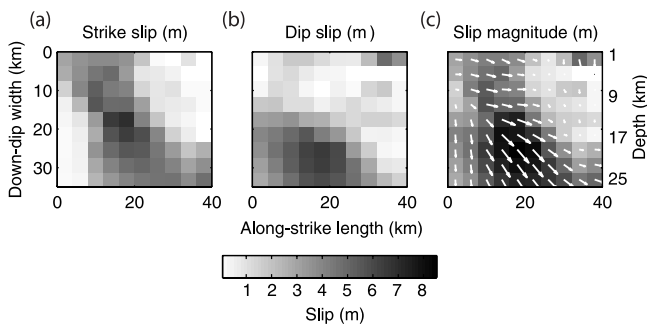 (a) Strike slip (m) (b) Dip slip (m) (c) Slip magnitude (m)
Down-dip width (km)
0
10
20
30
0 20 40
0 20 40
0 20 40
1
9
17
25
Depth (km)
Along-strike length (km)
1 2 3 4 5 6 7 8
Slip (m)